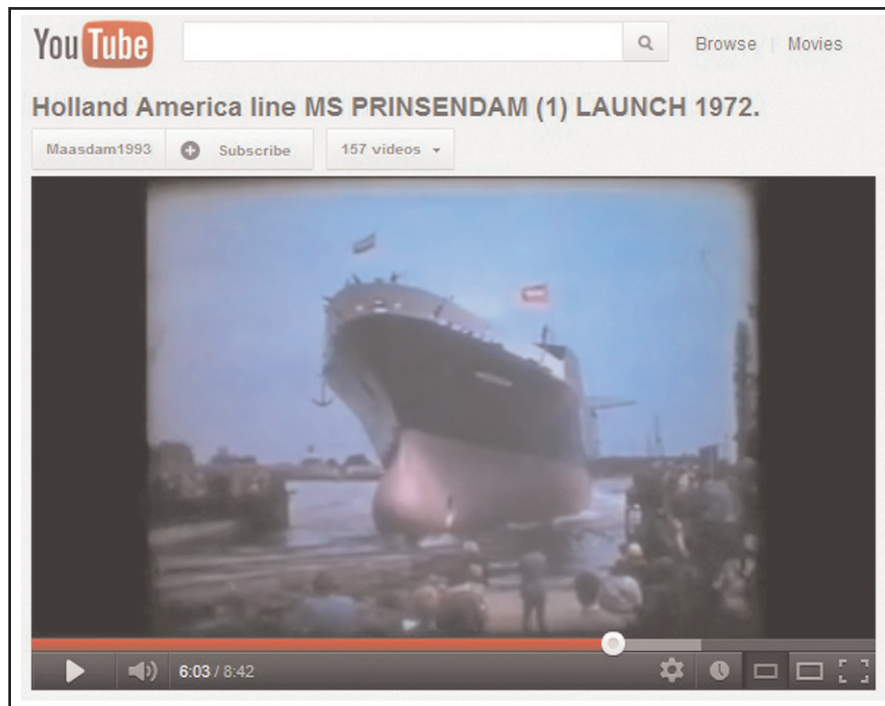 YouTube Browse Movies
Holland America line MS PRINSENDAM (1) LAUNCH 1972.
Maasdam1993 Subscribe 157 videos
6:03 / 8:42